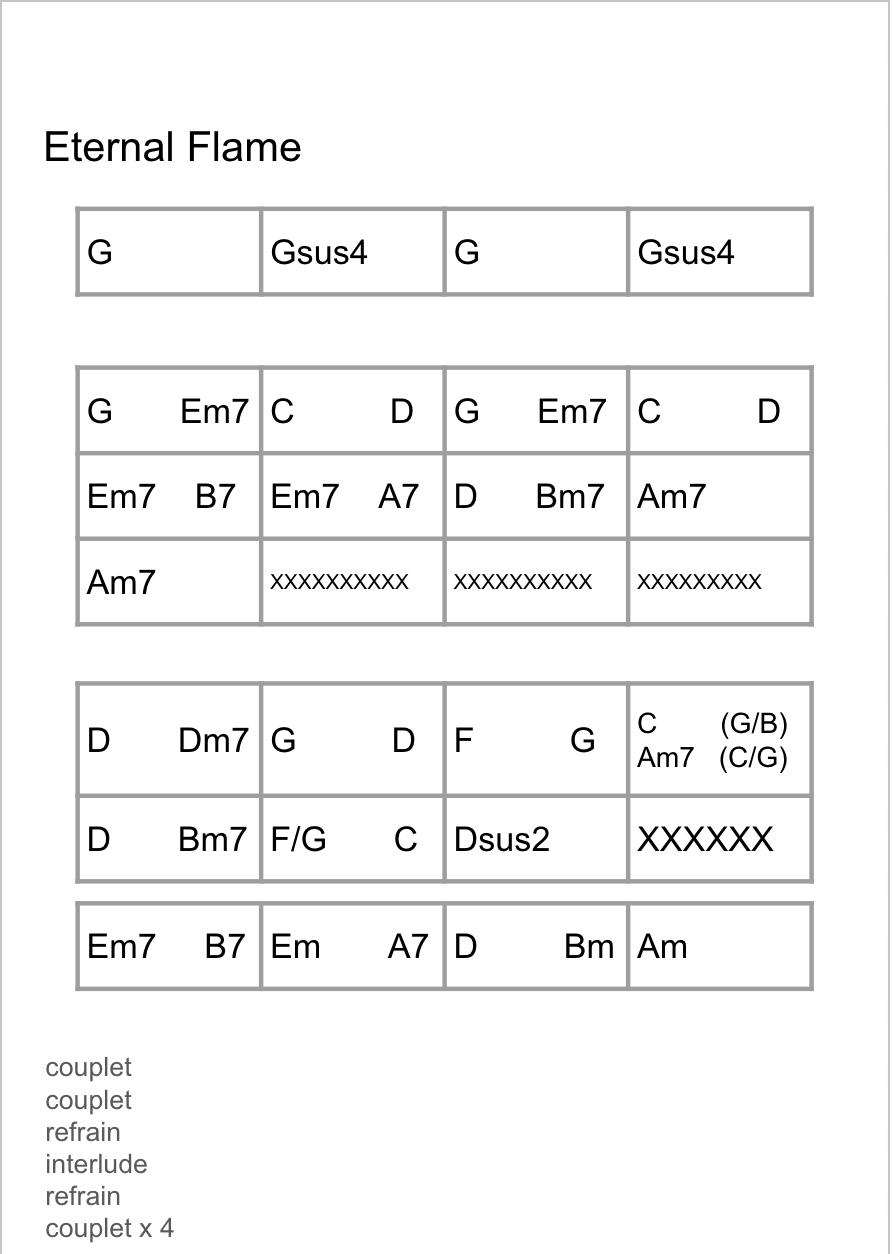 Eternal Flame
G Gsus4 G Gsus4
G Em7 C D G Em7 C D
Em7 B7 Em7 A7 D Bm7 Am7
Am7 xxxxxxxxxx xxxxxxxxxx xxxxxxxxx
D Dm7 G D F G C (G/B)
Am7 (C/G)
D Bm7 F/G C Dsus2 XXXXXX
Em7 B7 Em A7 D Bm Am
couplet
couplet
refrain
interlude
refrain
couplet x 4